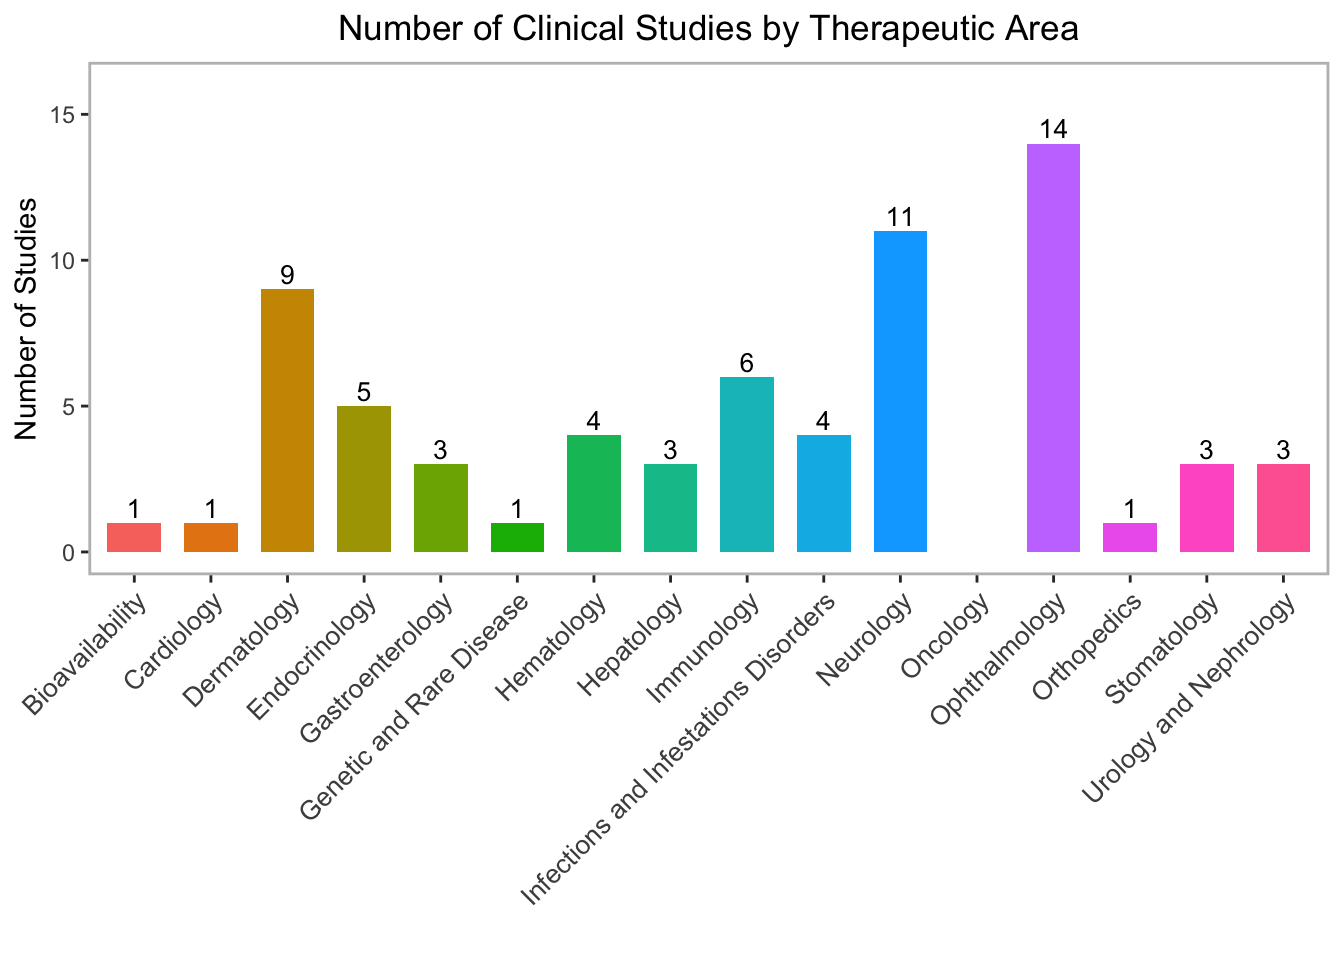 Number of Clinical Studies by Therapeutic Area
Number of Studies
15
10
5
0
1
1
9
5
3
1
4
3
6
4
11
14
1
3
3
Bioavailability
Cardiology
Dermatology
Endocrinology
Gastroenterology
Genetic and Rare Disease
Hematology
Hepatology
Immunology
Infections and Infestations Disorders
Neurology
Oncology
Ophthalmology
Orthopedics
Stomatology
Urology and Nephrology